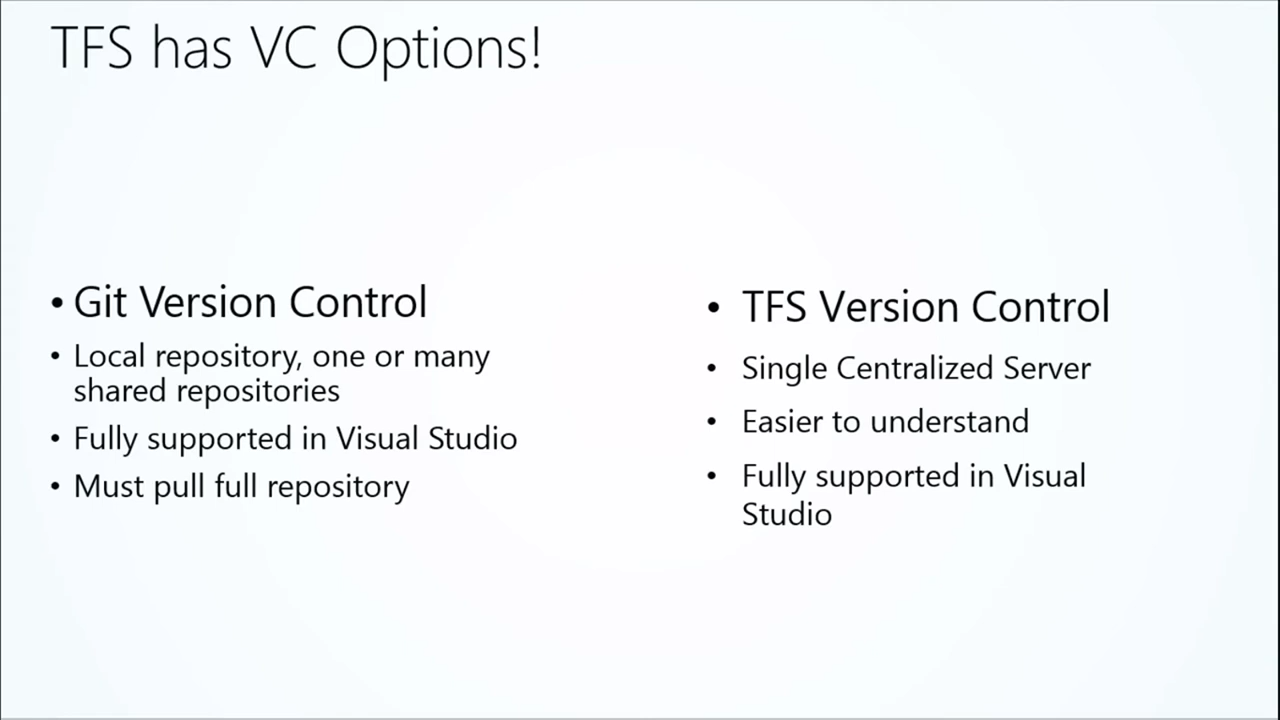 TFS has VC Options!
• Git Version Control
• Local repository, one or many
shared repositories
• Fully supported in Visual Studio
• Must pull full repository
• TFS Version Control
• Single Centralized Server
• Easier to understand
• Fully supported in Visual
Studio